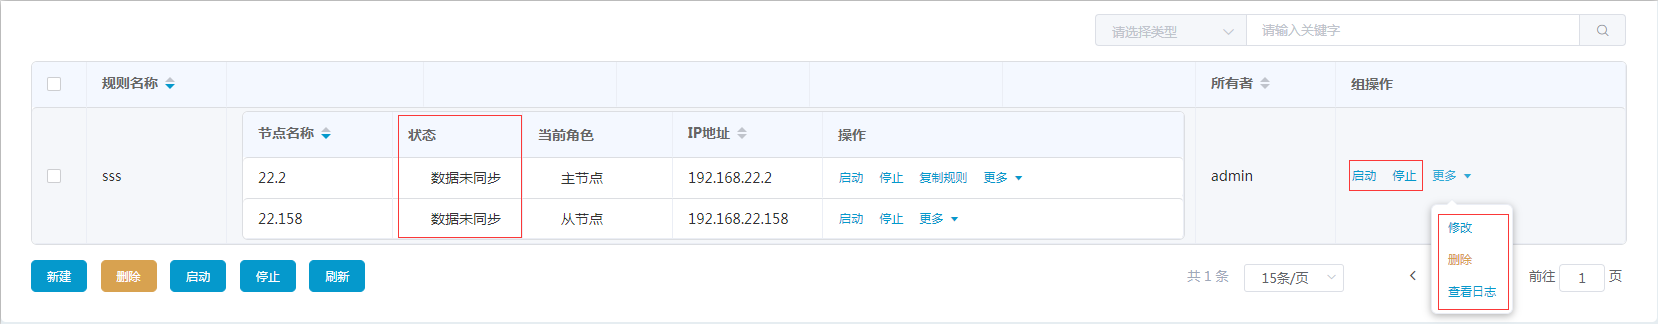 请选择类型 请输入关键字
规则名称 所有者 组操作
节点名称 状态 当前角色 IP地址 操作
sss 22.2 数据未同步 主节点 192.168.22.2 启动 停止 复制规则 更多 admin 启动 停止 更多
22.158 数据未同步 从节点 192.168.22.158 启动 停止 更多
修改
删除
查看日志
新建 删除 启动 停止 刷新 共 1 条 15条/页 前往 1 页